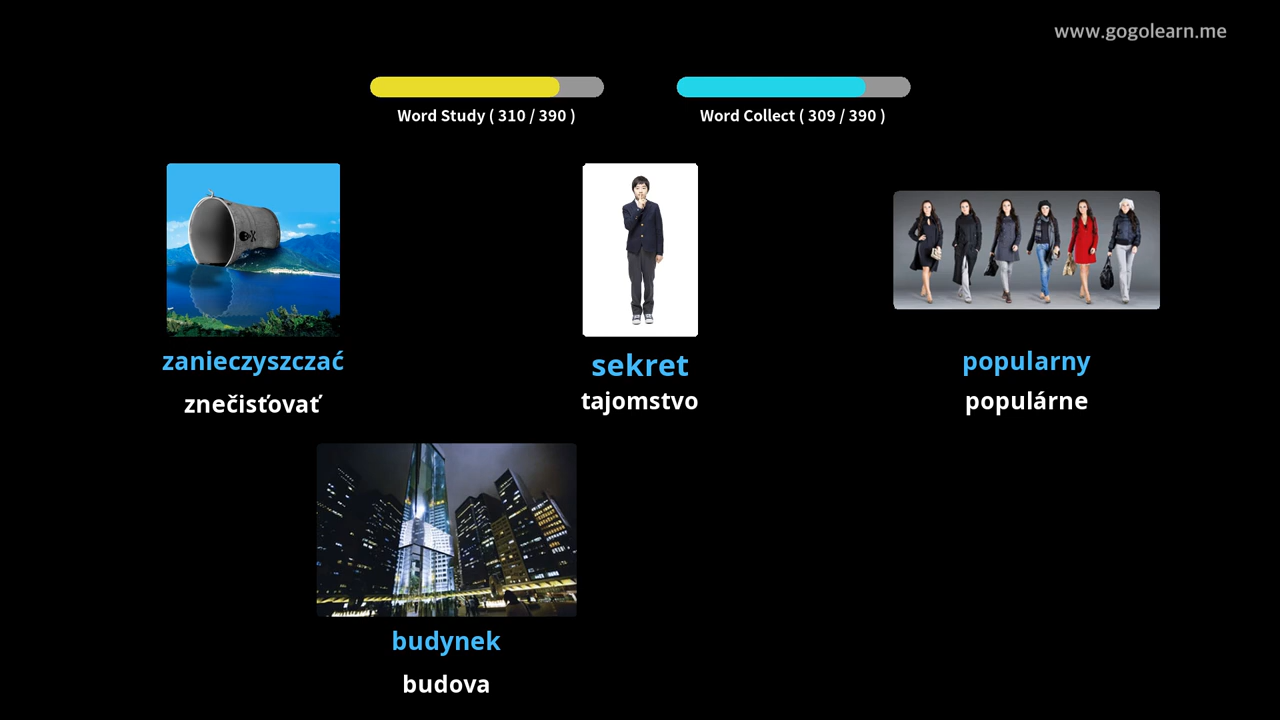 www.gogolearn.me
Word Study ( 310 / 390 )
Word Collect ( 309 / 390 )
zanieczyszczać
znečisťovať
sekret
tajomstvo
popularny
populárne
budynek
budova